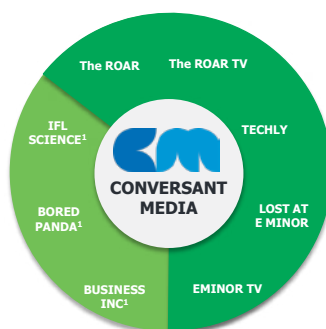 The ROAR
The ROAR TV
IFL
SCIENCE¹
TECHLY
CM
CONVERSANT
MEDIA
BORED
PANDA¹
LOST AT
E MINOR
BUSINESS
INC¹
EMINOR TV